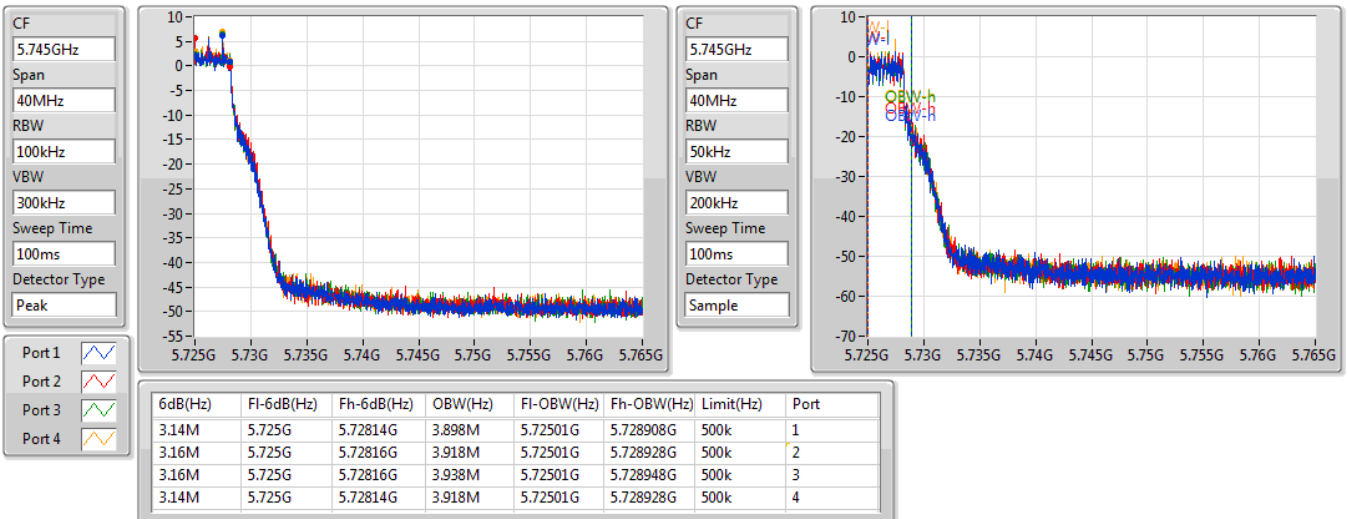 CF
5.745GHz
Span
40MHz
RBW
100kHz
VBW
300kHz
Sweep Time
100ms
Detector Type
Peak
10
5
0
-5
-10
-15
-20
-25
-30
-35
-40
-45
-50
-55
5.725G 5.73G 5.735G 5.74G 5.745G 5.75G 5.755G 5.76G 5.765G
CF
5.745GHz
Span
40MHz
RBW
50kHz
VBW
200kHz
Sweep Time
100ms
Detector Type
Sample
10
0
-10
-20
-30
-40
-50
-60
-70
W-l
W-l
OBW-h
OBW-h
OBW-h
5.725G 5.73G 5.735G 5.74G 5.745G 5.75G 5.755G 5.76G 5.765G
Port 1
Port 2
Port 3
Port 4
6dB(Hz) Fl-6dB(Hz) Fh-6dB(Hz) OBW(Hz) Fl-OBW(Hz) Fh-OBW(Hz) Limit(Hz) Port
3.14M 5.725G 5.72814G 3.898M 5.72501G 5.728908G 500k 1
3.16M 5.725G 5.72816G 3.918M 5.72501G 5.728928G 500k 2
3.16M 5.725G 5.72816G 3.938M 5.72501G 5.728948G 500k 3
3.14M 5.725G 5.72814G 3.918M 5.72501G 5.728928G 500k 4